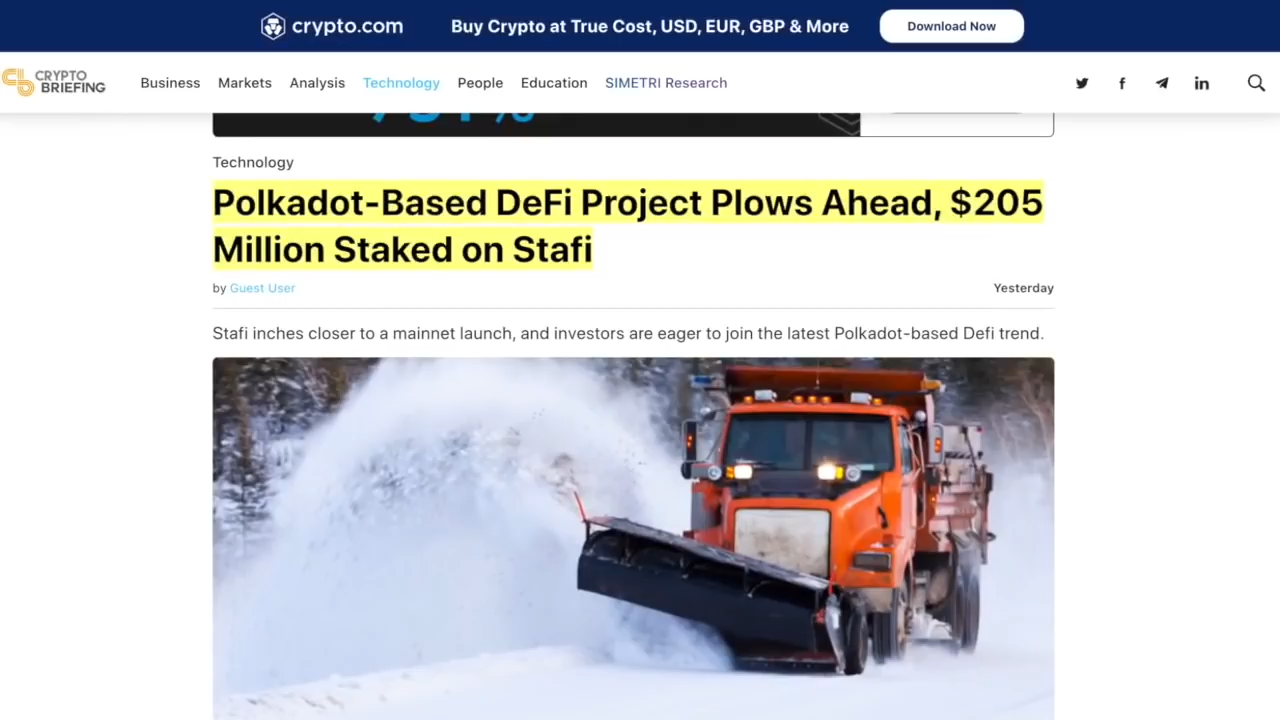 crypto.com
Buy Crypto at True Cost, USD, EUR, GBP & More
Download Now
CRYPTO
BRIEFING
Business Markets Analysis Technology People Education SIMETRI Research
Technology
Polkadot-Based DeFi Project Plows Ahead, $205
Million Staked on Stafi
by Guest User
Yesterday
Stafi inches closer to a mainnet launch, and investors are eager to join the latest Polkadot-based Defi trend.